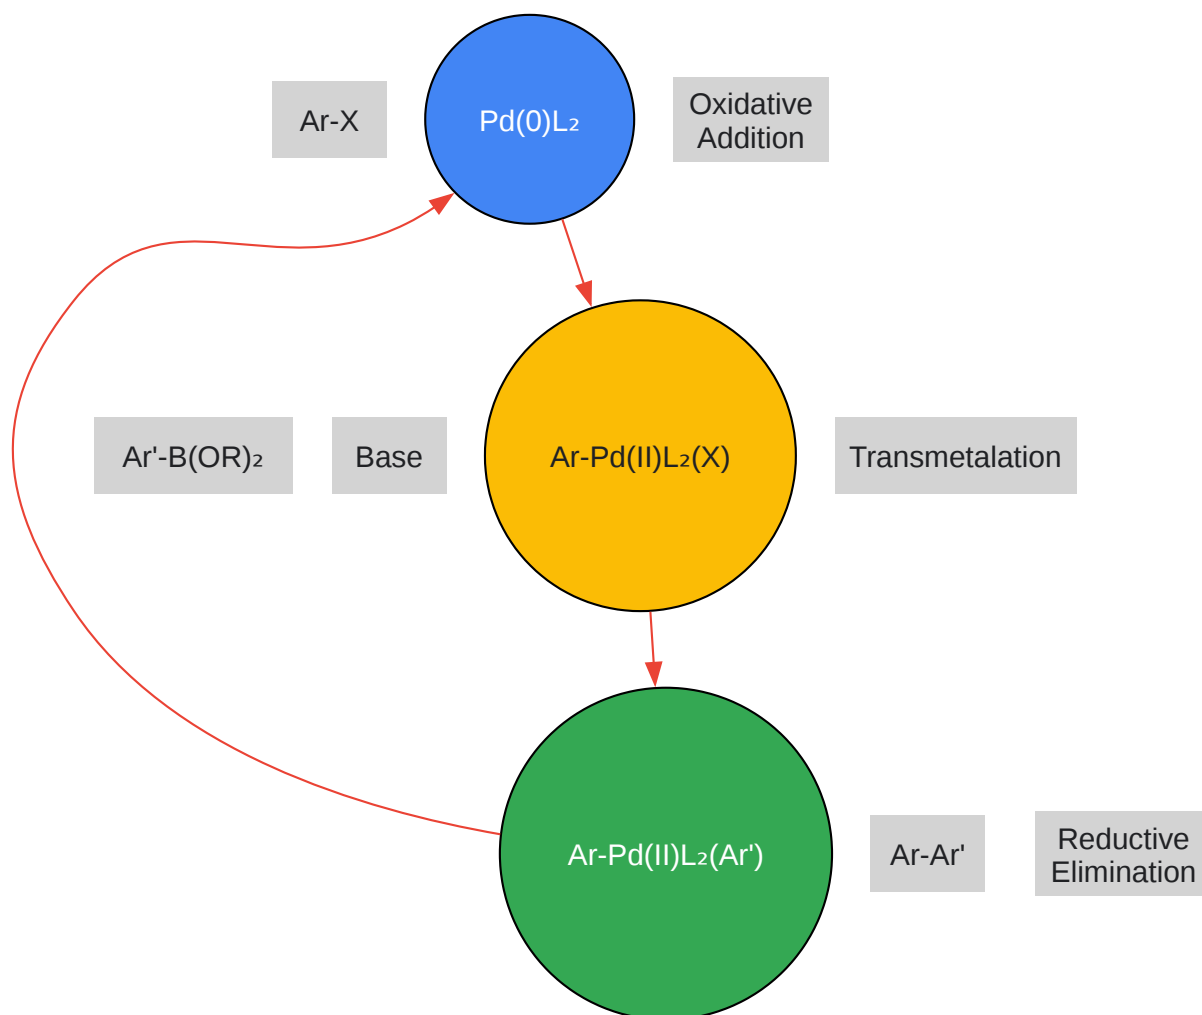 Ar-X
Pd(0)L₂
Oxidative
Addition
Ar'-B(OR)₂
Base
Ar-Pd(II)L₂(X)
Transmetalation
Ar-Pd(II)L₂(Ar')
Ar-Ar'
Reductive
Elimination